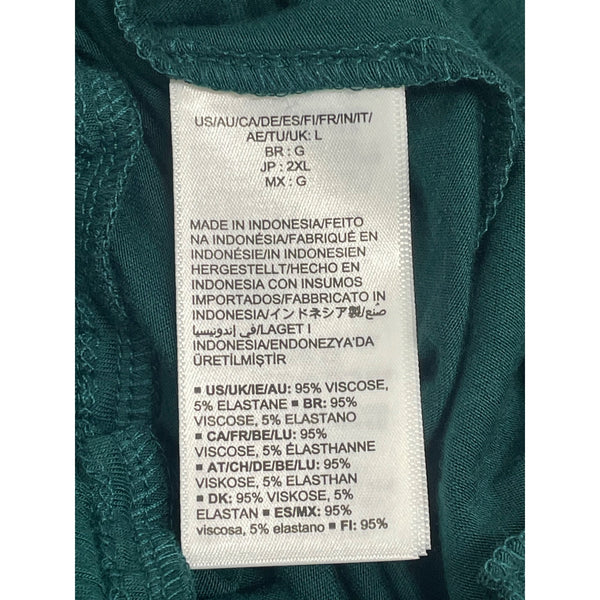 US/AU/CA/DE/ES/FI/FR/IN/IT/
AE/TU/UK: L
BR : G
JP : 2XL
MX : G
MADE IN INDONESIA/FEITO
NA INDONÉSIA/FABRIQUÉ EN
INDONÉSIE/IN INDONESIEN
HERGESTELLT/HECHO EN
INDONESIA CON INSUMOS
IMPORTADOS/FABBRICATO IN
INDONESIA/インドネシア製/صُنع
في إندونيسيا/LAGET I
INDONESIA/ENDONEZYA'DA
ÜRETİLMİŞTİR
▪ US/UK/IE/AU: 95% VISCOSE,
5% ELASTANE ▪ BR: 95%
VISCOSE, 5% ELASTANO
▪ CA/FR/BE/LU: 95%
VISCOSE, 5% ÉLASTHANNE
▪ AT/CH/DE/BE/LU: 95%
VISKOSE, 5% ELASTHAN
▪ DK: 95% VISKOSE, 5%
ELASTAN ▪ ES/MX: 95%
viscosa, 5% elastano ▪ FI: 95%